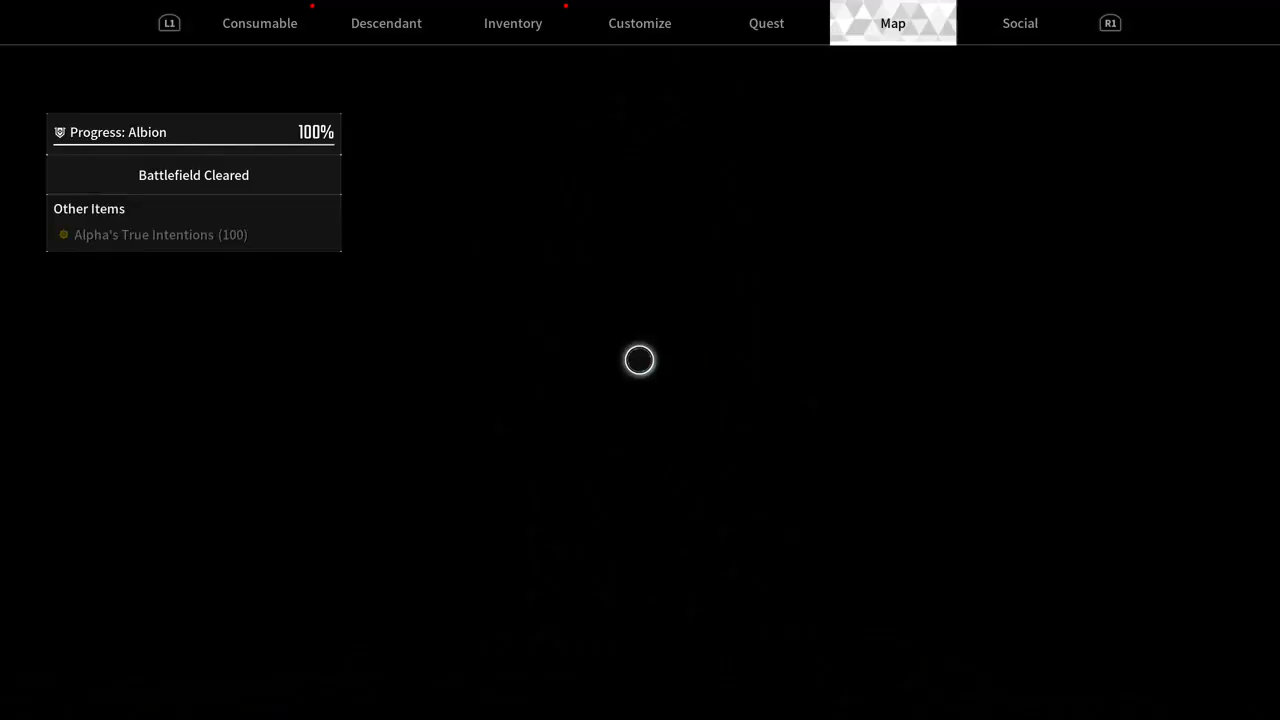 L1 Consumable Descendant Inventory Customize Quest Map Social R1
Progress: Albion 100%
Battlefield Cleared
Other Items
Alpha's True Intentions (100)